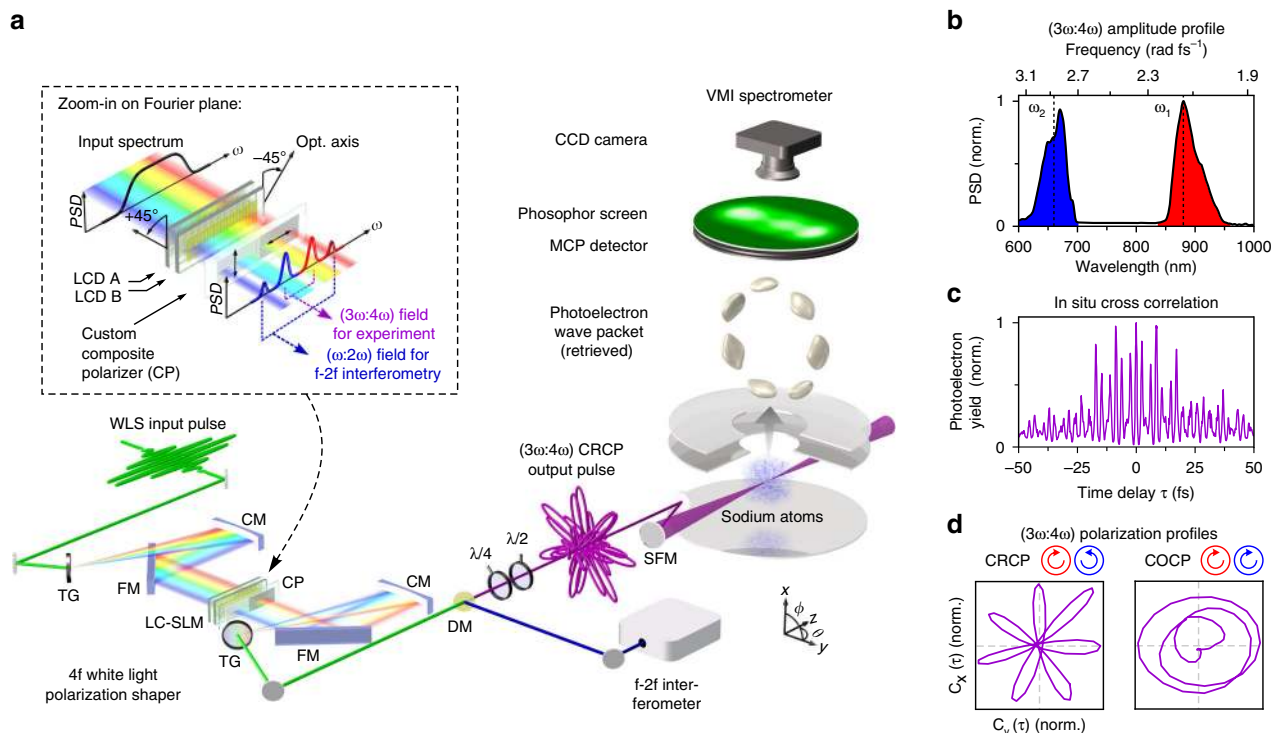 a
Zoom-in on Fourier plane:
Input spectrum
ω
−45°
Opt. axis
PSD
+45°
ω
LCD A
LCD B
PSD
Custom
composite
polarizer (CP)
(3ω:4ω) field
for experiment
(ω:2ω) field for
f-2f interferometry
WLS input pulse
TG
FM
CM
LC-SLM
CP
TG
FM
CM
DM
4f white light
polarization shaper
λ/4
λ/2
(3ω:4ω) CRCP
output pulse
SFM
f-2f inter-
ferometer
VMI spectrometer
CCD camera
Phosophor screen
MCP detector
Photoelectron
wave packet
(retrieved)
Sodium atoms
x
ϕ
z
θ
y
b
(3ω:4ω) amplitude profile
Frequency (rad fs−1)
3.1 2.7 2.3 1.9
PSD (norm.)
1
0
ω2
ω1
600 700 800 900 1000
Wavelength (nm)
c
In situ cross correlation
Photoelectron
yield (norm.)
1
0
−50 −25 0 25 50
Time delay τ (fs)
d
(3ω:4ω) polarization profiles
CRCP
COCP
Cx (τ) (norm.)
Cy (τ) (norm.)